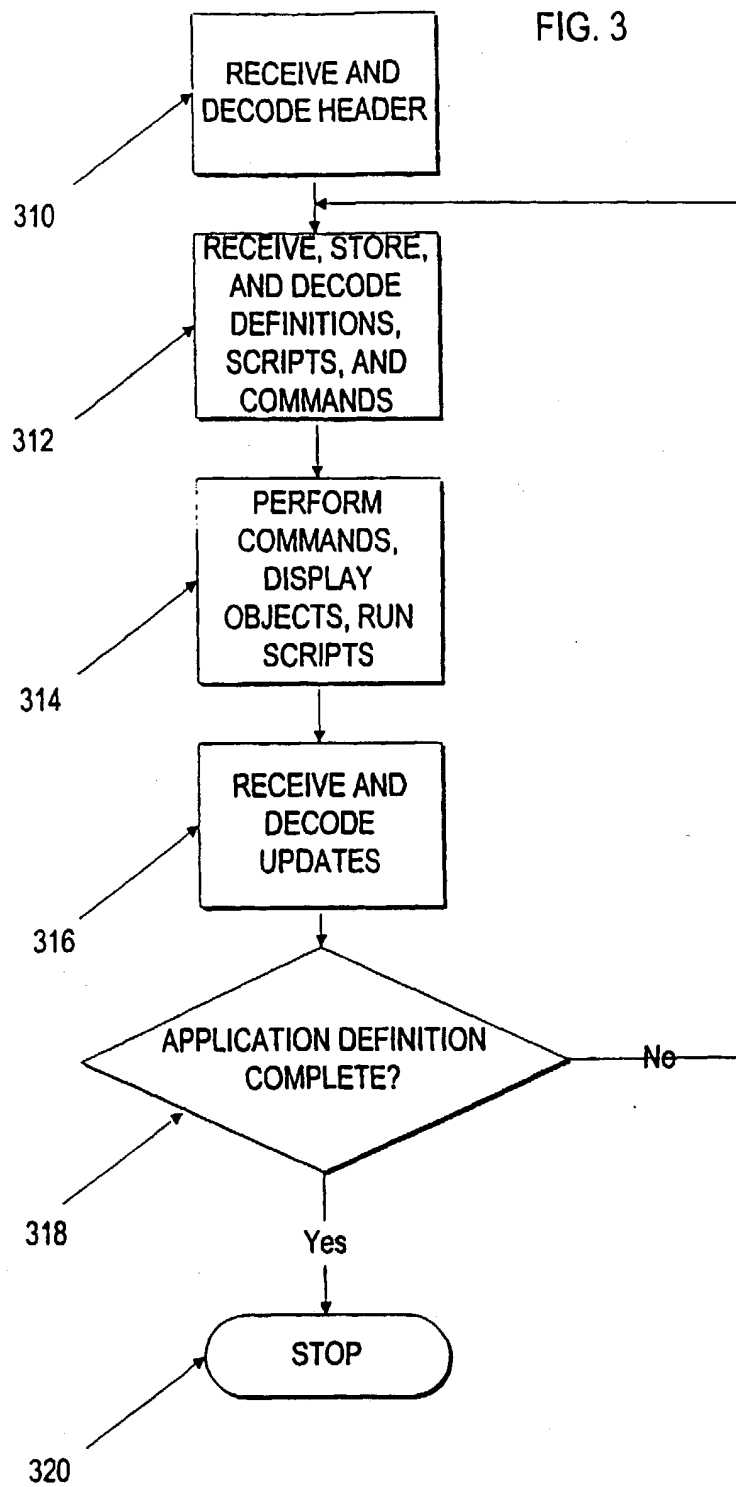 FIG. 3
RECEIVE AND
DECODE HEADER
310
RECEIVE, STORE,
AND DECODE
DEFINITIONS,
SCRIPTS, AND
COMMANDS
312
PERFORM
COMMANDS,
DISPLAY
OBJECTS, RUN
SCRIPTS
314
RECEIVE AND
DECODE
UPDATES
316
APPLICATION DEFINITION
COMPLETE?
No
318
Yes
STOP
320